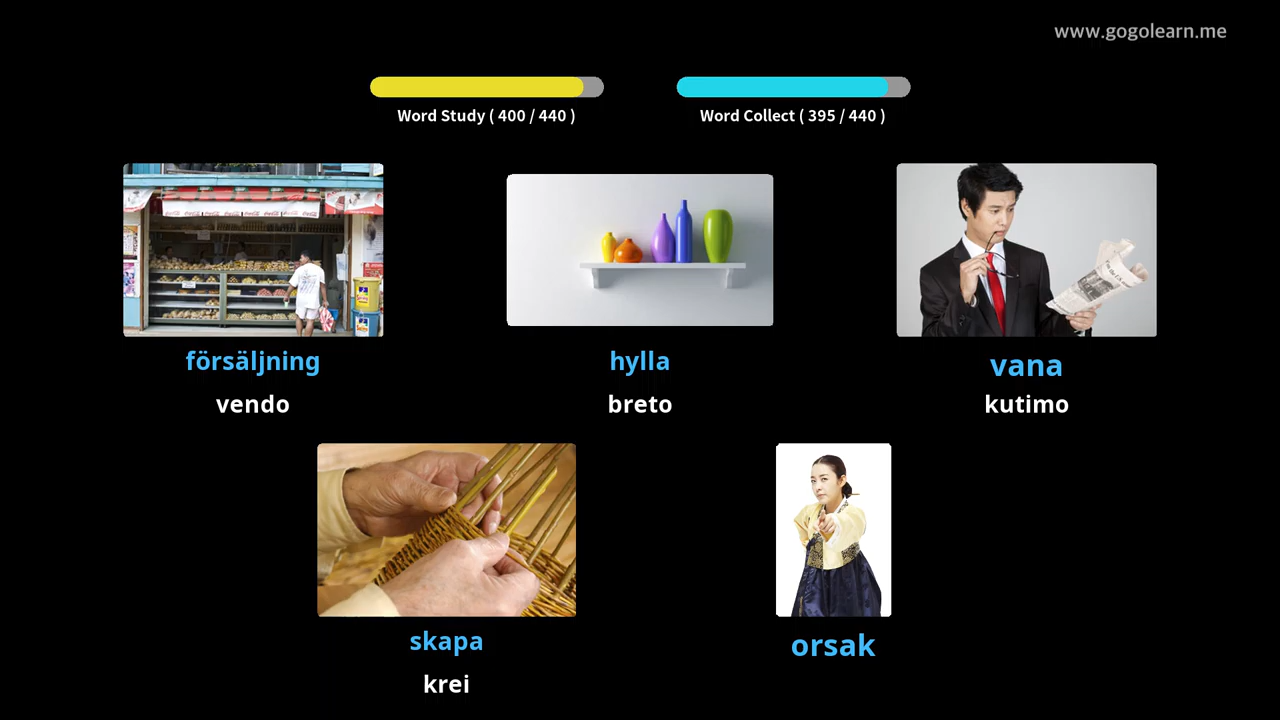 www.gogolearn.me
Word Study ( 400 / 440 )
Word Collect ( 395 / 440 )
försäljning
hylla
vana
vendo
breto
kutimo
skapa
orsak
krei